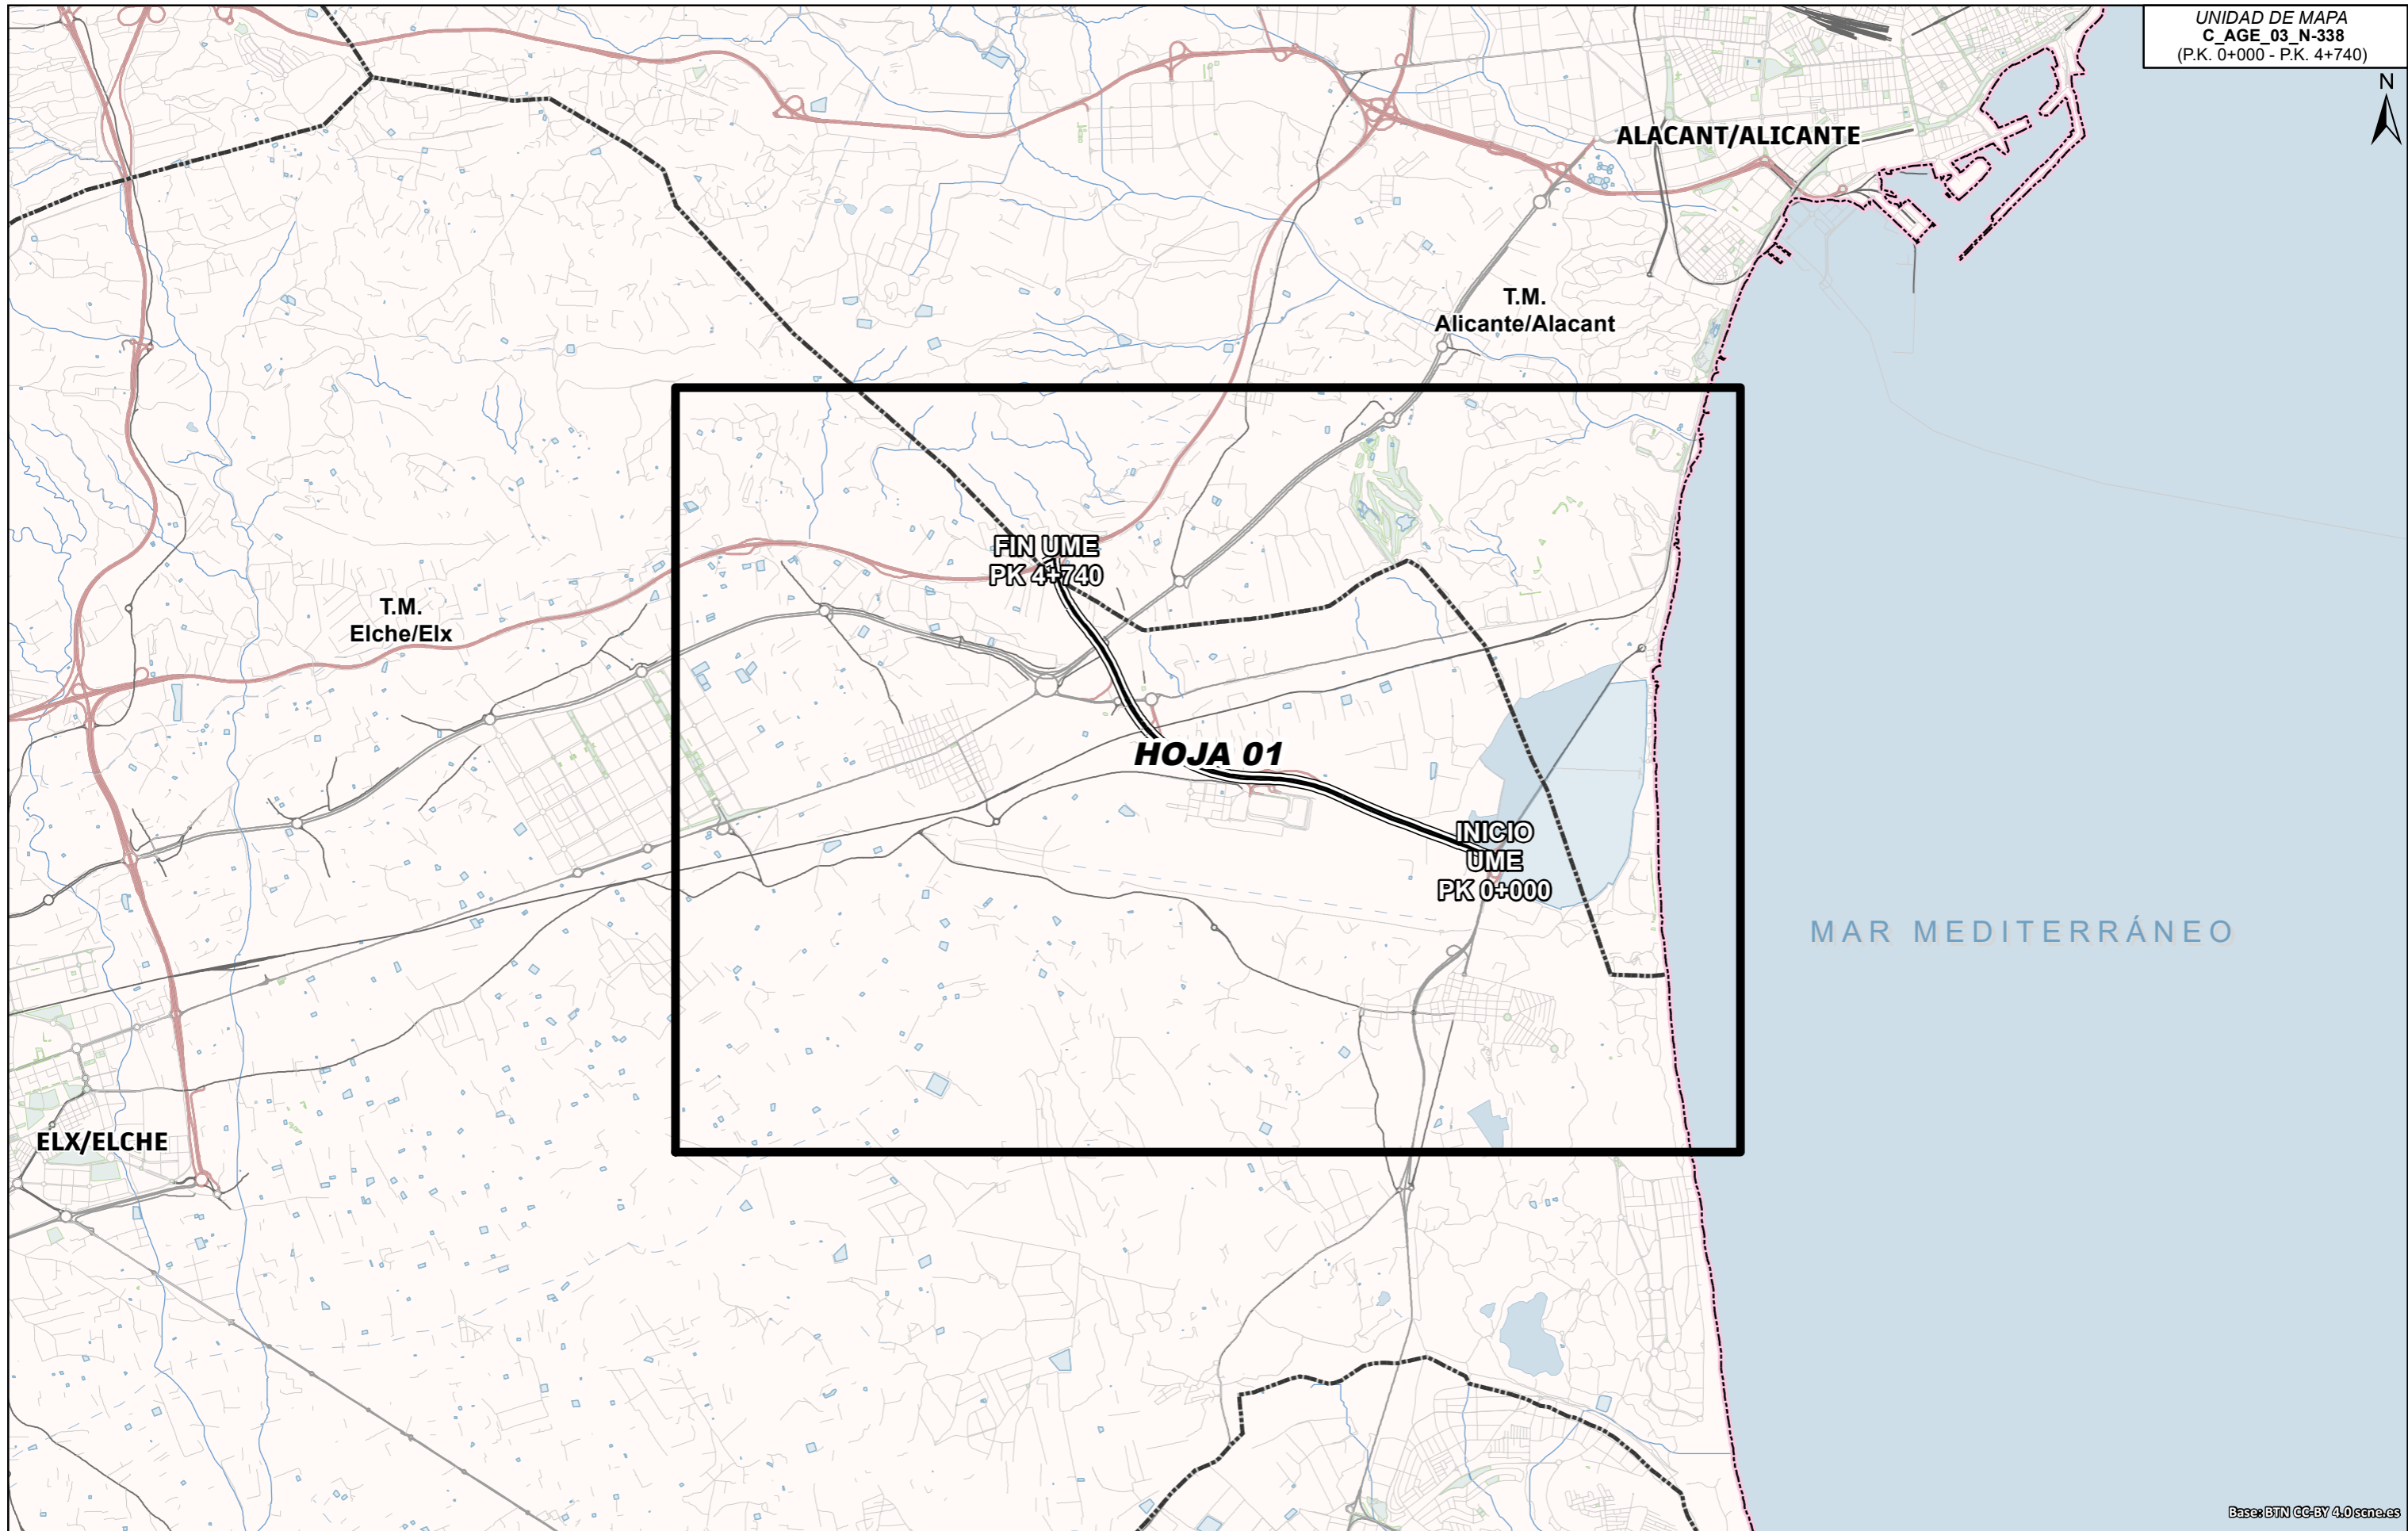 UNIDAD DE MAPA
C_AGE_03_N-338
(P.K. 0+000 - P.K. 4+740)
N
ALACANT/ALICANTE
T.M.
Alicante/Alacant
FIN UME
PK 4+740
T.M.
Elche/Elx
HOJA 01
INICIO
UME
PK 0+000
MAR MEDITERRÁNEO
ELX/ELCHE
Base: BTN CC-BY 4.0 scne.es